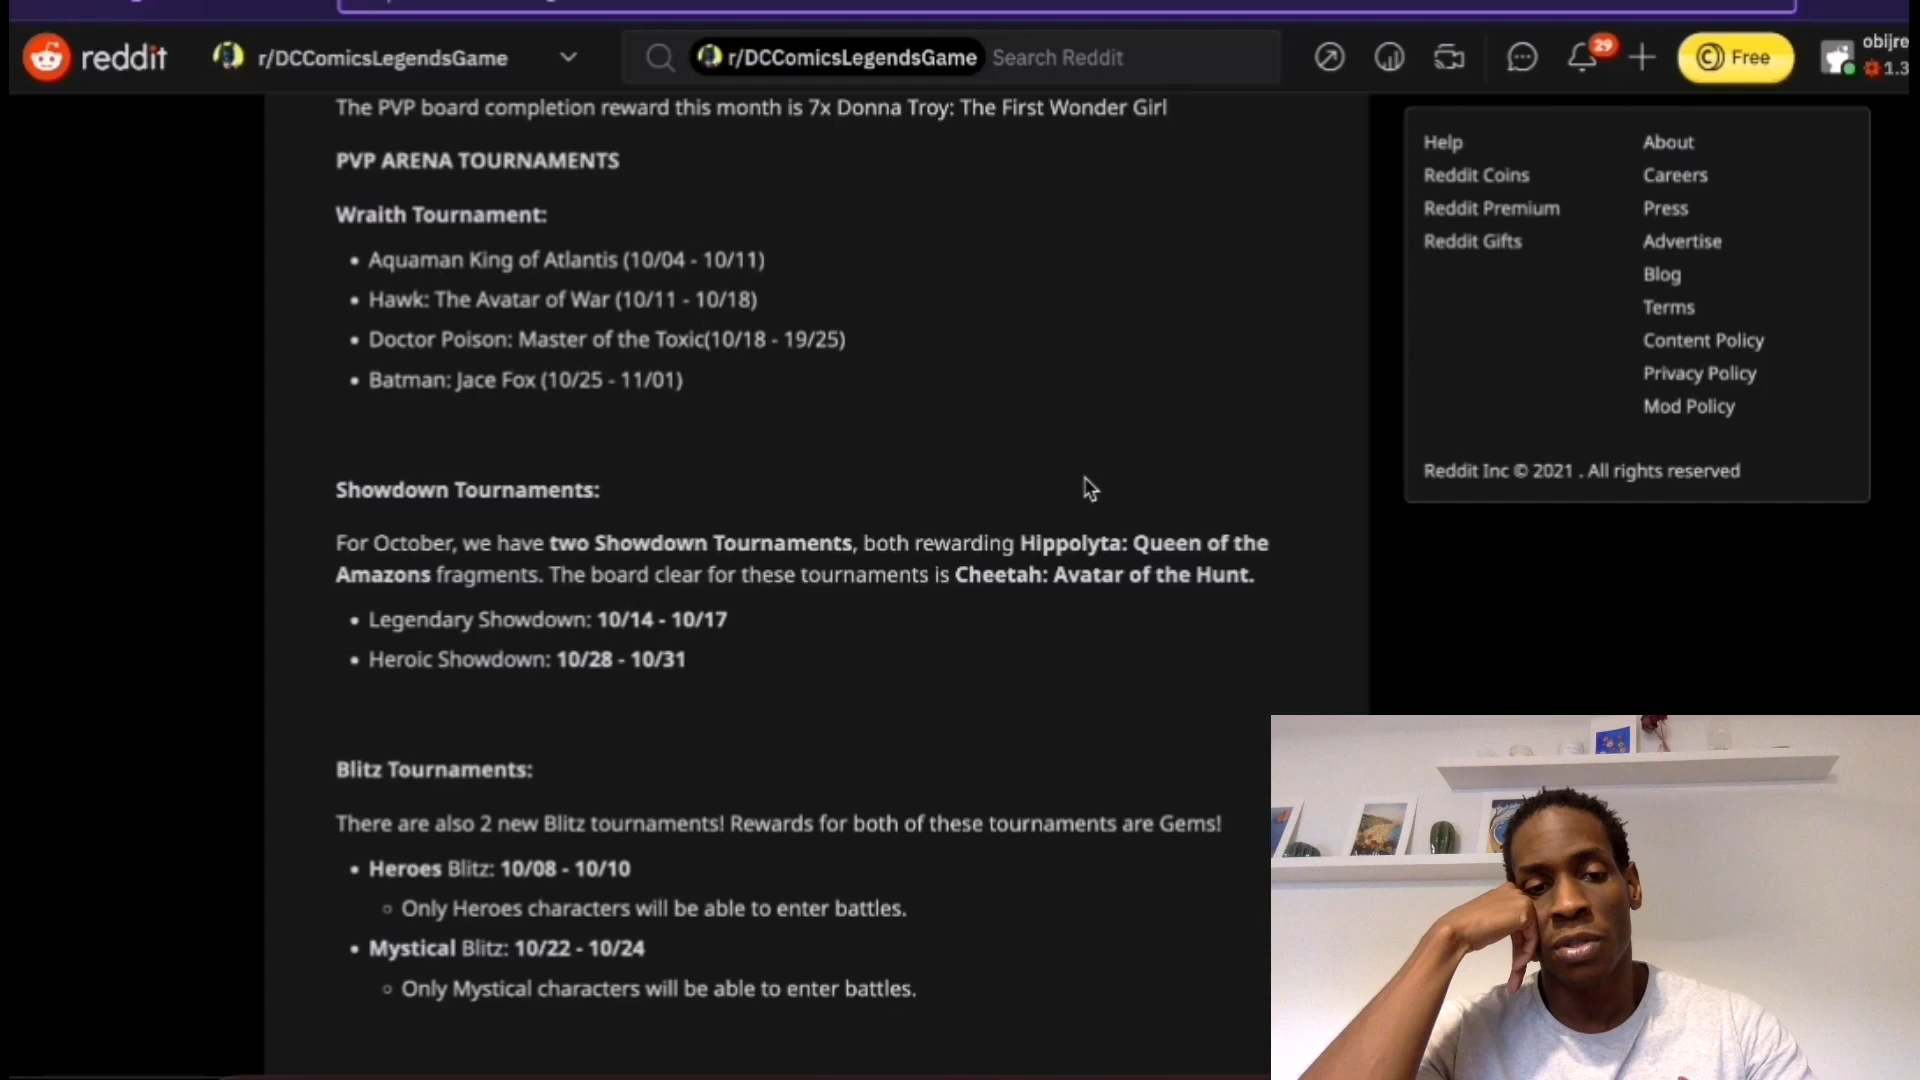 reddit
r/DCComicsLegendsGame
r/DCComicsLegendsGame Search Reddit
29
Free
obijre
1.3
The PVP board completion reward this month is 7x Donna Troy: The First Wonder Girl
PVP ARENA TOURNAMENTS
Wraith Tournament:
• Aquaman King of Atlantis (10/04 - 10/11)
• Hawk: The Avatar of War (10/11 - 10/18)
• Doctor Poison: Master of the Toxic(10/18 - 19/25)
• Batman: Jace Fox (10/25 - 11/01)
Showdown Tournaments:
For October, we have two Showdown Tournaments, both rewarding Hippolyta: Queen of the
Amazons fragments. The board clear for these tournaments is Cheetah: Avatar of the Hunt.
• Legendary Showdown: 10/14 - 10/17
• Heroic Showdown: 10/28 - 10/31
Blitz Tournaments:
There are also 2 new Blitz tournaments! Rewards for both of these tournaments are Gems!
• Heroes Blitz: 10/08 - 10/10
◦ Only Heroes characters will be able to enter battles.
• Mystical Blitz: 10/22 - 10/24
◦ Only Mystical characters will be able to enter battles.
Help
Reddit Coins
Reddit Premium
Reddit Gifts
About
Careers
Press
Advertise
Blog
Terms
Content Policy
Privacy Policy
Mod Policy
Reddit Inc © 2021 . All rights reserved